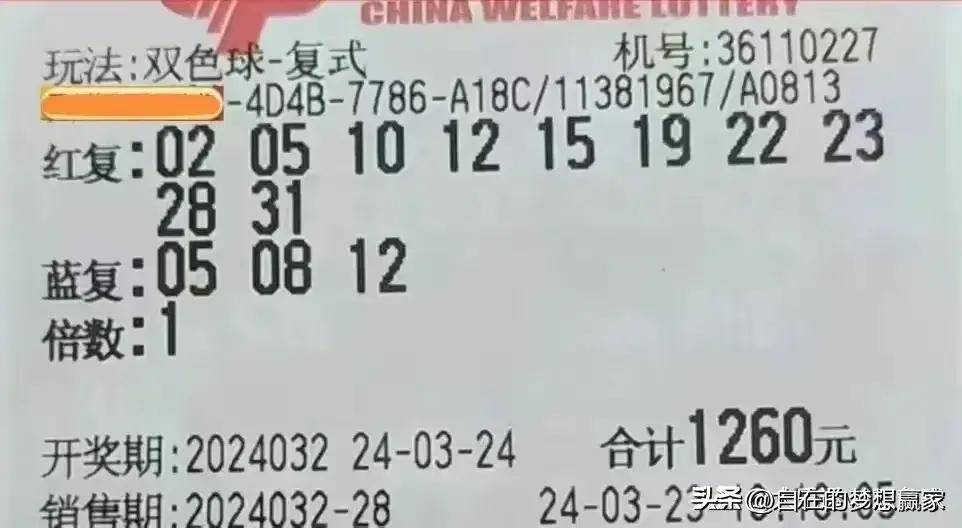 CHINA WELFARE LOTTERY
玩法:双色球-复式 机号:36110227
-4D4B-7786-A18C/11381967/A0813
红复:02 05 10 12 15 19 22 23
28 31
蓝复:05 08 12
倍数:1
开奖期:2024032 24-03-24 合计1260元
销售期:2024032-28 24-03-23
头条@自在的梦想赢家